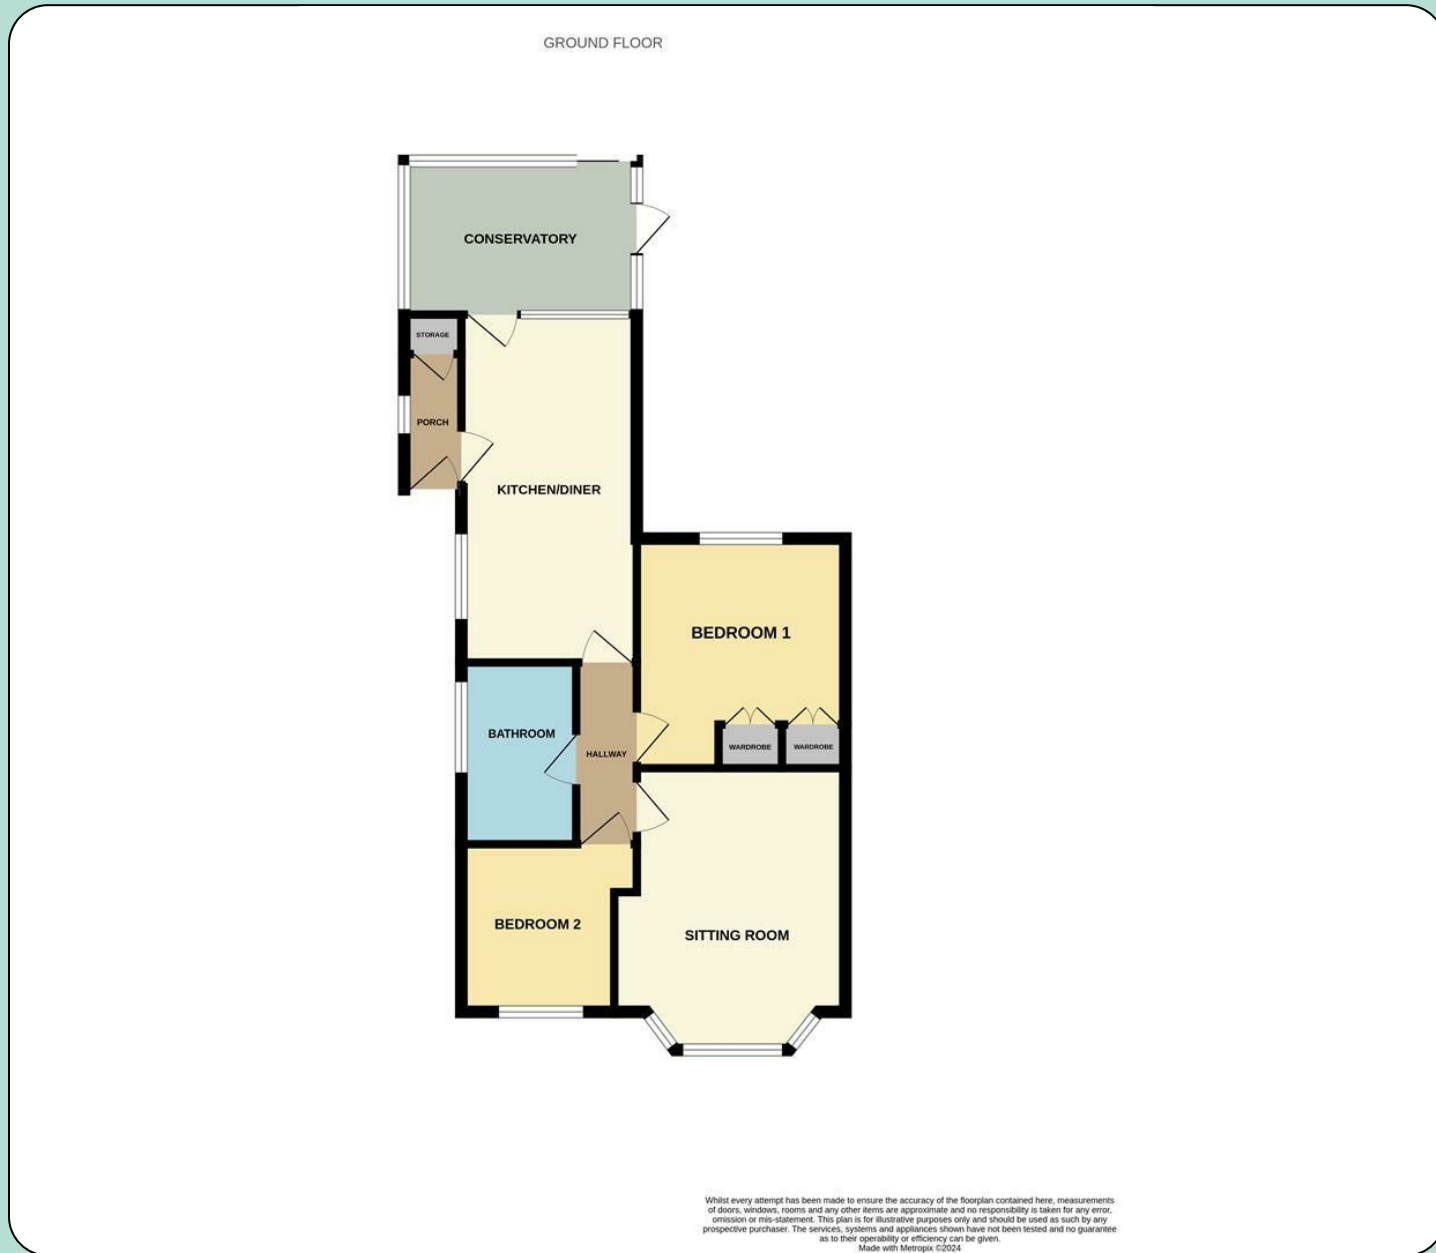 GROUND FLOOR
CONSERVATORY
STORAGE
PORCH
KITCHEN/DINER
BEDROOM 1
BATHROOM
HALLWAY
WARDROBE
WARDROBE
BEDROOM 2
SITTING ROOM
Whilst every attempt has been made to ensure the accuracy of the floorplan contained here, measurements
of doors, windows, rooms and any other items are approximate and no responsibility is taken for any error,
omission or mis-statement. This plan is for illustrative purposes only and should be used as such by any
prospective purchaser. The services, systems and appliances shown have not been tested and no guarantee
as to their operability or efficiency can be given.
Made with Metropix ©2024